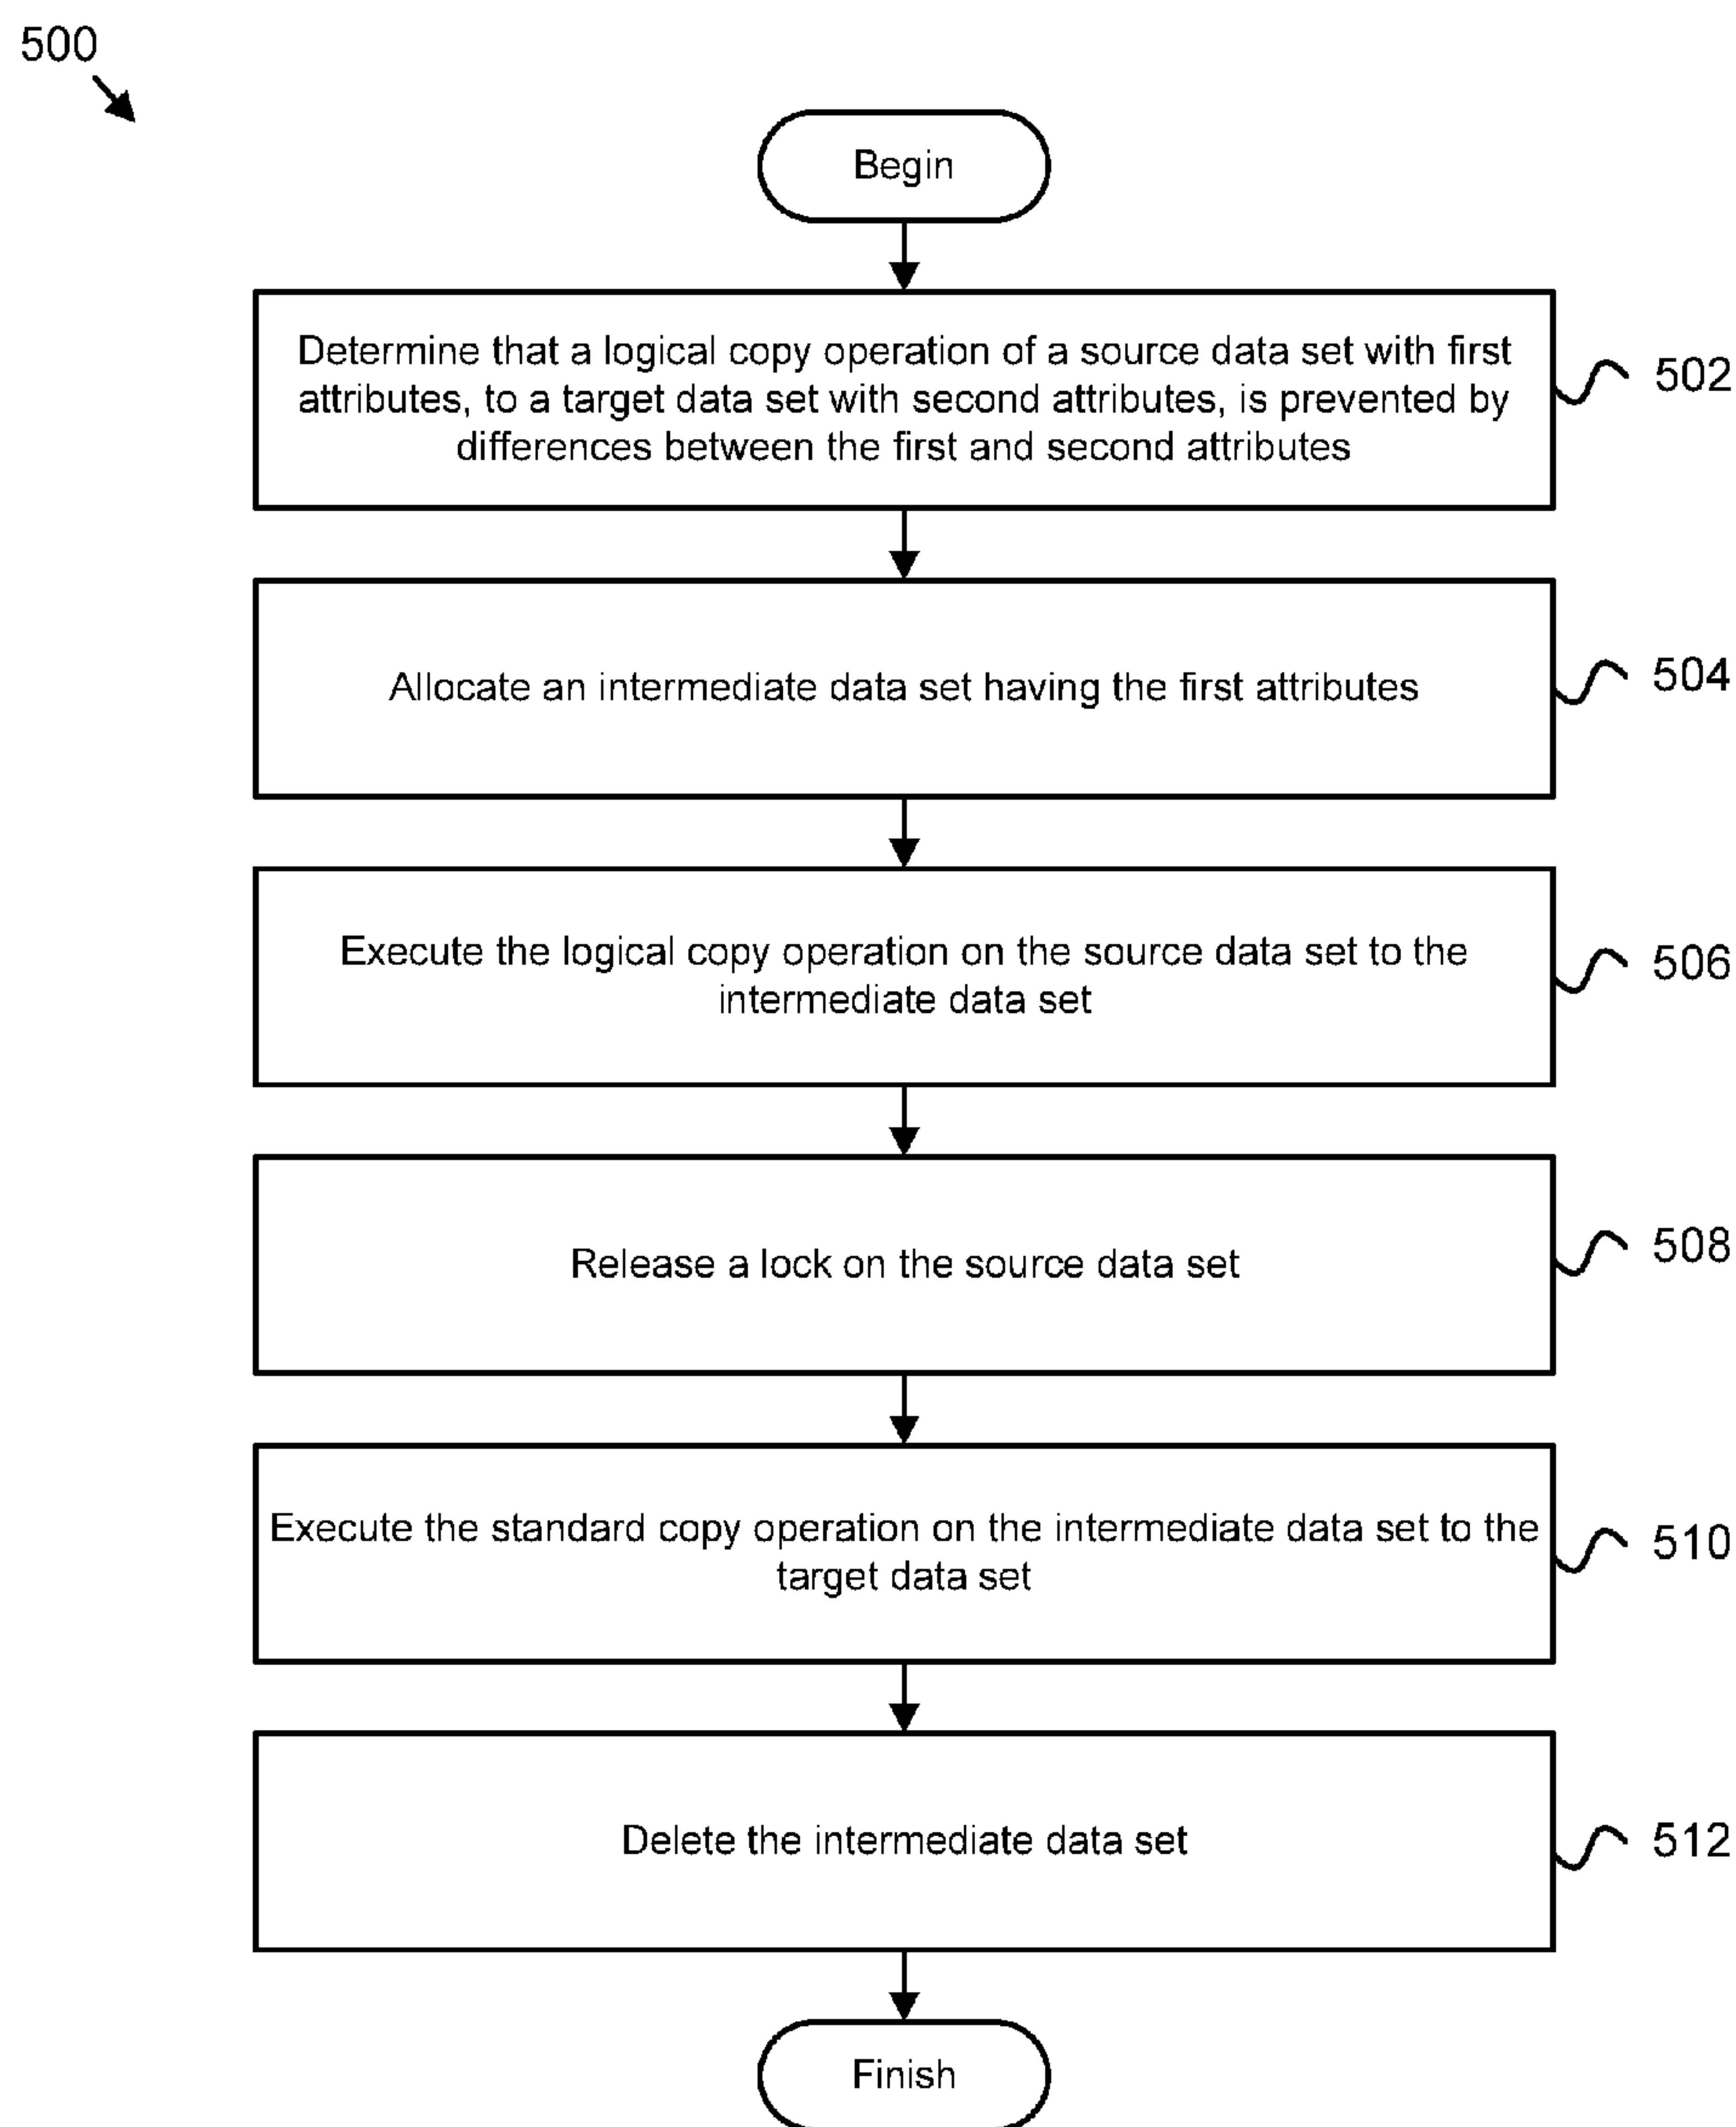 500
Begin
Determine that a logical copy operation of a source data set with first
attributes, to a target data set with second attributes, is prevented by
differences between the first and second attributes
502
Allocate an intermediate data set having the first attributes
504
Execute the logical copy operation on the source data set to the
intermediate data set
506
Release a lock on the source data set
508
Execute the standard copy operation on the intermediate data set to the
target data set
510
Delete the intermediate data set
512
Finish